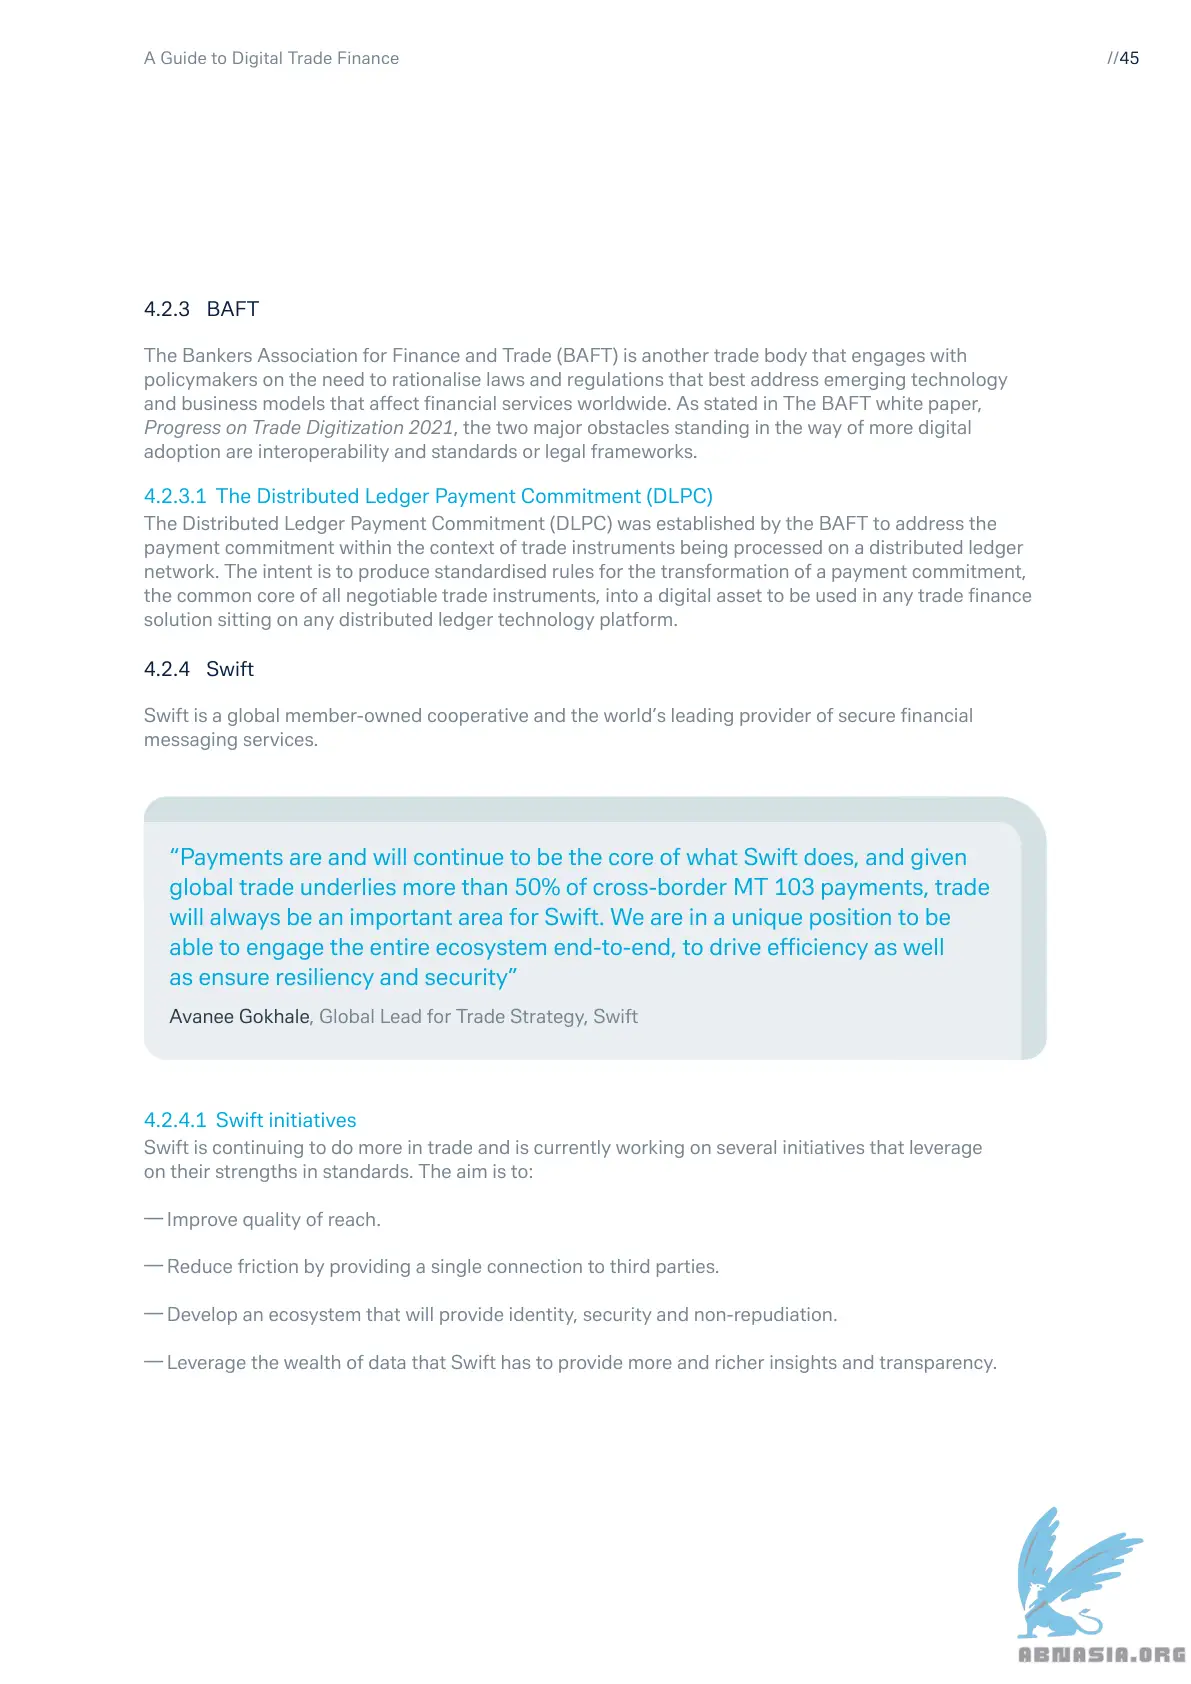 A Guide to Digital Trade Finance
//45
4.2.3 BAFT
The Bankers Association for Finance and Trade (BAFT) is another trade body that engages with
policymakers on the need to rationalise laws and regulations that best address emerging technology
and business models that affect financial services worldwide. As stated in The BAFT white paper,
Progress on Trade Digitization 2021, the two major obstacles standing in the way of more digital
adoption are interoperability and standards or legal frameworks.
4.2.3.1 The Distributed Ledger Payment Commitment (DLPC)
The Distributed Ledger Payment Commitment (DLPC) was established by the BAFT to address the
payment commitment within the context of trade instruments being processed on a distributed ledger
network. The intent is to produce standardised rules for the transformation of a payment commitment,
the common core of all negotiable trade instruments, into a digital asset to be used in any trade finance
solution sitting on any distributed ledger technology platform.
4.2.4 Swift
Swift is a global member-owned cooperative and the world’s leading provider of secure financial
messaging services.
“Payments are and will continue to be the core of what Swift does, and given
global trade underlies more than 50% of cross-border MT 103 payments, trade
will always be an important area for Swift. We are in a unique position to be
able to engage the entire ecosystem end-to-end, to drive efficiency as well
as ensure resiliency and security”
Avanee Gokhale, Global Lead for Trade Strategy, Swift
4.2.4.1 Swift initiatives
Swift is continuing to do more in trade and is currently working on several initiatives that leverage
on their strengths in standards. The aim is to:
— Improve quality of reach.
— Reduce friction by providing a single connection to third parties.
— Develop an ecosystem that will provide identity, security and non-repudiation.
— Leverage the wealth of data that Swift has to provide more and richer insights and transparency.
ABNASIA.ORG